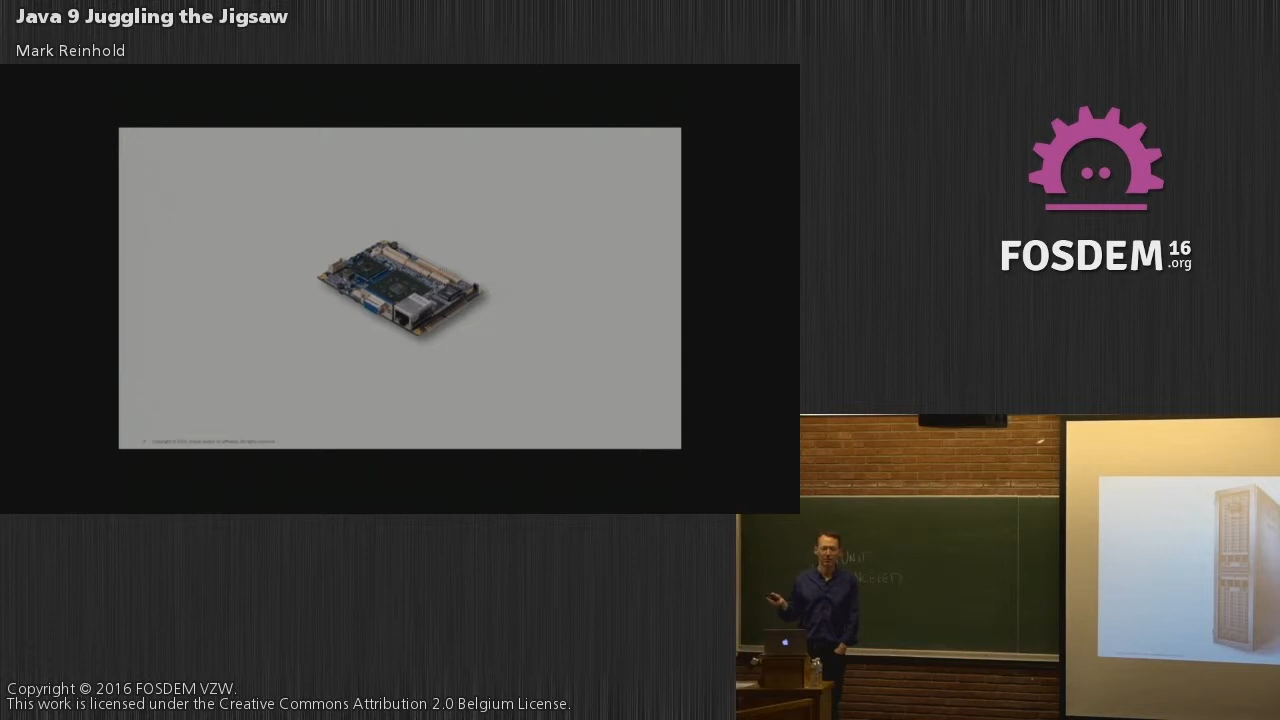 Java 9 Juggling the Jigsaw
Mark Reinhold
FOSDEM 16
.org
Copyright © 2016 FOSDEM VZW.
This work is licensed under the Creative Commons Attribution 2.0 Belgium License.